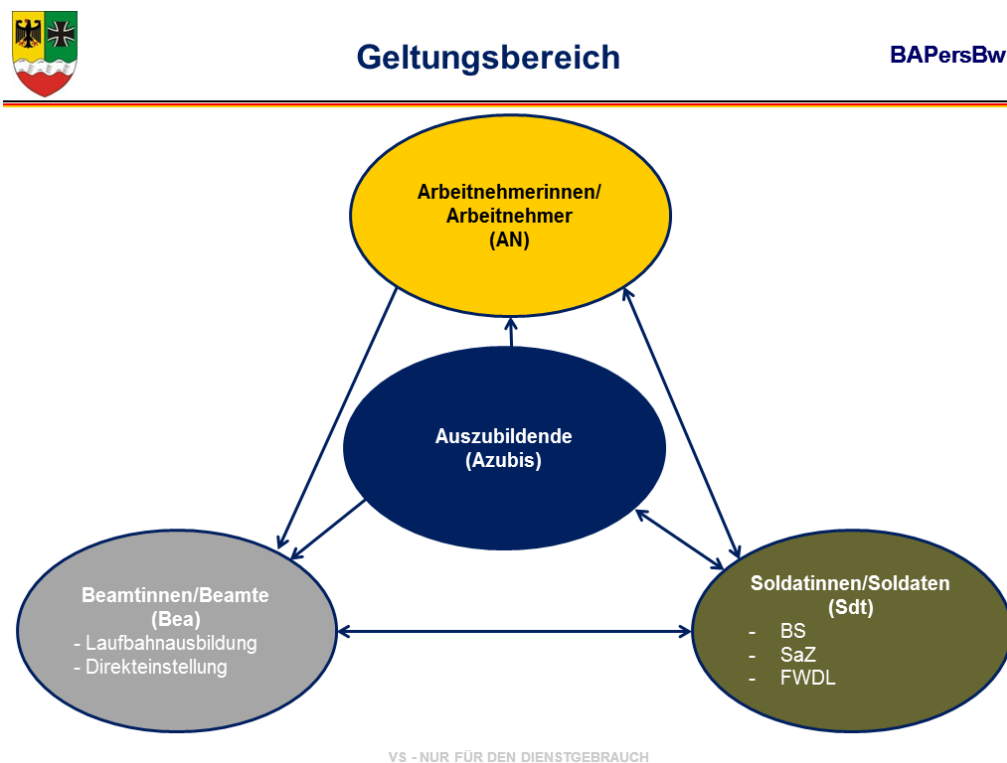 Geltungsbereich
BAPersBw
Arbeitnehmerinnen/
Arbeitnehmer
(AN)
Auszubildende
(Azubis)
Beamtinnen/Beamte
(Bea)
- Laufbahnausbildung
- Direkteinstellung
Soldatinnen/Soldaten
(Sdt)
- BS
- SaZ
- FWDL
VS - NUR FÜR DEN DIENSTGEBRAUCH